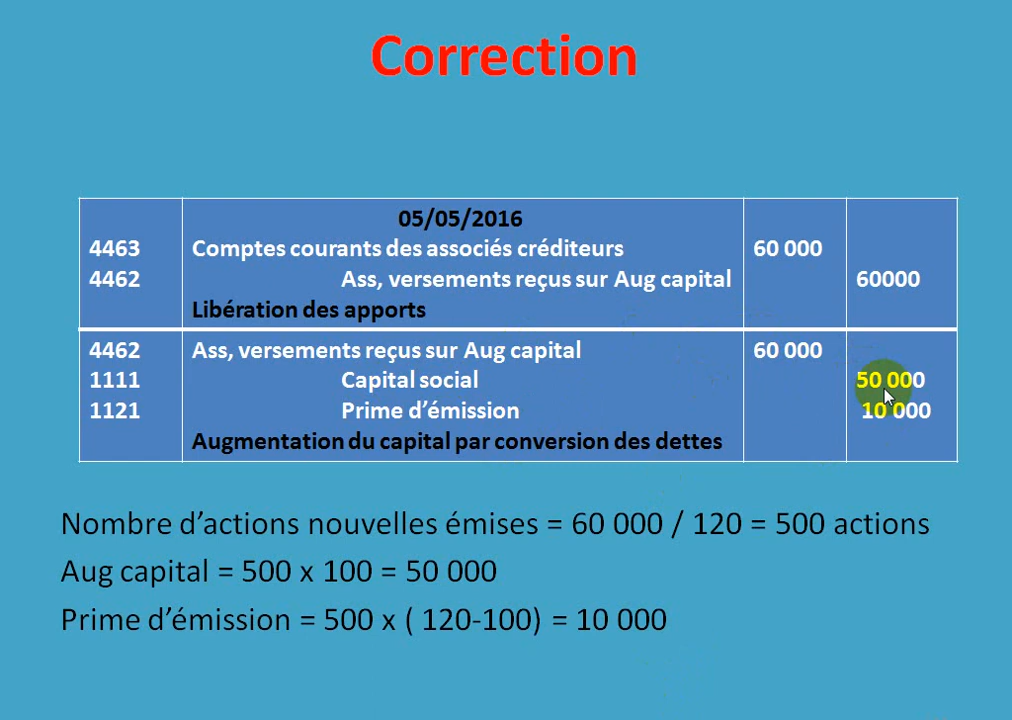 Correction
05/05/2016
4463 Comptes courants des associés créditeurs 60 000
4462 Ass, versements reçus sur Aug capital 60000
Libération des apports
4462 Ass, versements reçus sur Aug capital 60 000
1111 Capital social 50 000
1121 Prime d’émission 10 000
Augmentation du capital par conversion des dettes
Nombre d’actions nouvelles émises = 60 000 / 120 = 500 actions
Aug capital = 500 x 100 = 50 000
Prime d’émission = 500 x ( 120-100) = 10 000